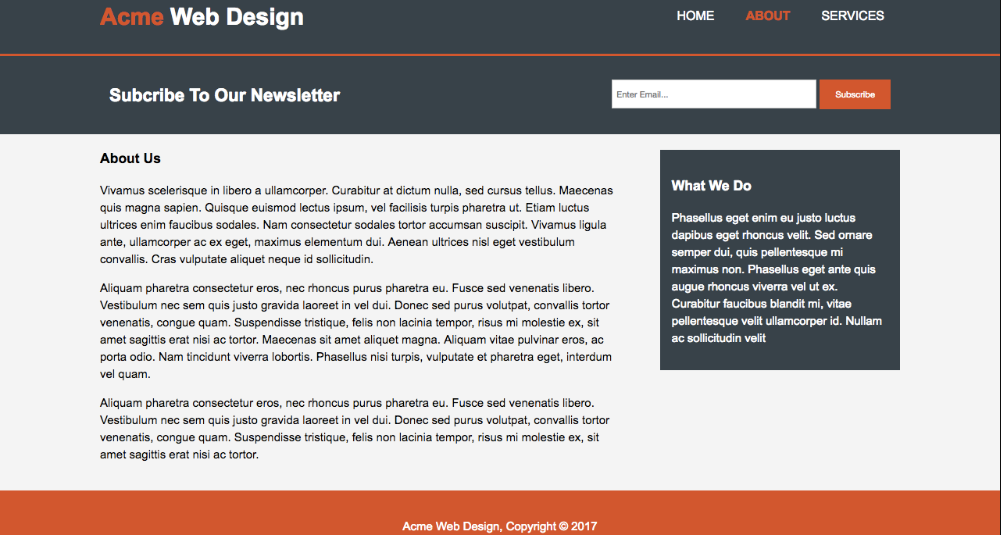 Acme Web Design
HOME ABOUT SERVICES
Subcribe To Our Newsletter
Enter Email...
Subscribe
About Us
Vivamus scelerisque in libero a ullamcorper. Curabitur at dictum nulla, sed cursus tellus. Maecenas
quis magna sapien. Quisque euismod lectus ipsum, vel facilisis turpis pharetra ut. Etiam luctus
ultrices enim faucibus sodales. Nam consectetur sodales tortor accumsan suscipit. Vivamus ligula
ante, ullamcorper ac ex eget, maximus elementum dui. Aenean ultrices nisl eget vestibulum
convallis. Cras vulputate aliquet neque id sollicitudin.
Aliquam pharetra consectetur eros, nec rhoncus purus pharetra eu. Fusce sed venenatis libero.
Vestibulum nec sem quis justo gravida laoreet in vel dui. Donec sed purus volutpat, convallis tortor
venenatis, congue quam. Suspendisse tristique, felis non lacinia tempor, risus mi molestie ex, sit
amet sagittis erat nisi ac tortor. Maecenas sit amet aliquet magna. Aliquam vitae pulvinar eros, ac
porta odio. Nam tincidunt viverra lobortis. Phasellus nisi turpis, vulputate et pharetra eget, interdum
vel quam.
Aliquam pharetra consectetur eros, nec rhoncus purus pharetra eu. Fusce sed venenatis libero.
Vestibulum nec sem quis justo gravida laoreet in vel dui. Donec sed purus volutpat, convallis tortor
venenatis, congue quam. Suspendisse tristique, felis non lacinia tempor, risus mi molestie ex, sit
amet sagittis erat nisi ac tortor.
What We Do
Phasellus eget enim eu justo luctus
dapibus eget rhoncus velit. Sed ornare
semper dui, quis pellentesque mi
maximus non. Phasellus eget ante quis
augue rhoncus viverra vel ut ex.
Curabitur faucibus blandit mi, vitae
pellentesque velit ullamcorper id. Nullam
ac sollicitudin velit
Acme Web Design, Copyright © 2017